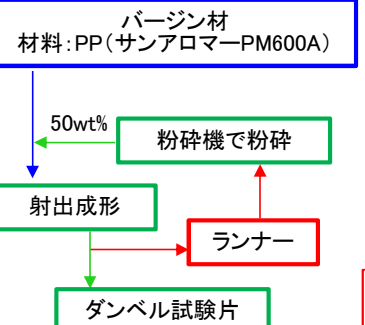 バージン材
材料:PP(サンアロマーPM600A)
50wt%
粉砕機で粉砕
射出成形
ランナー
ダンベル試験片